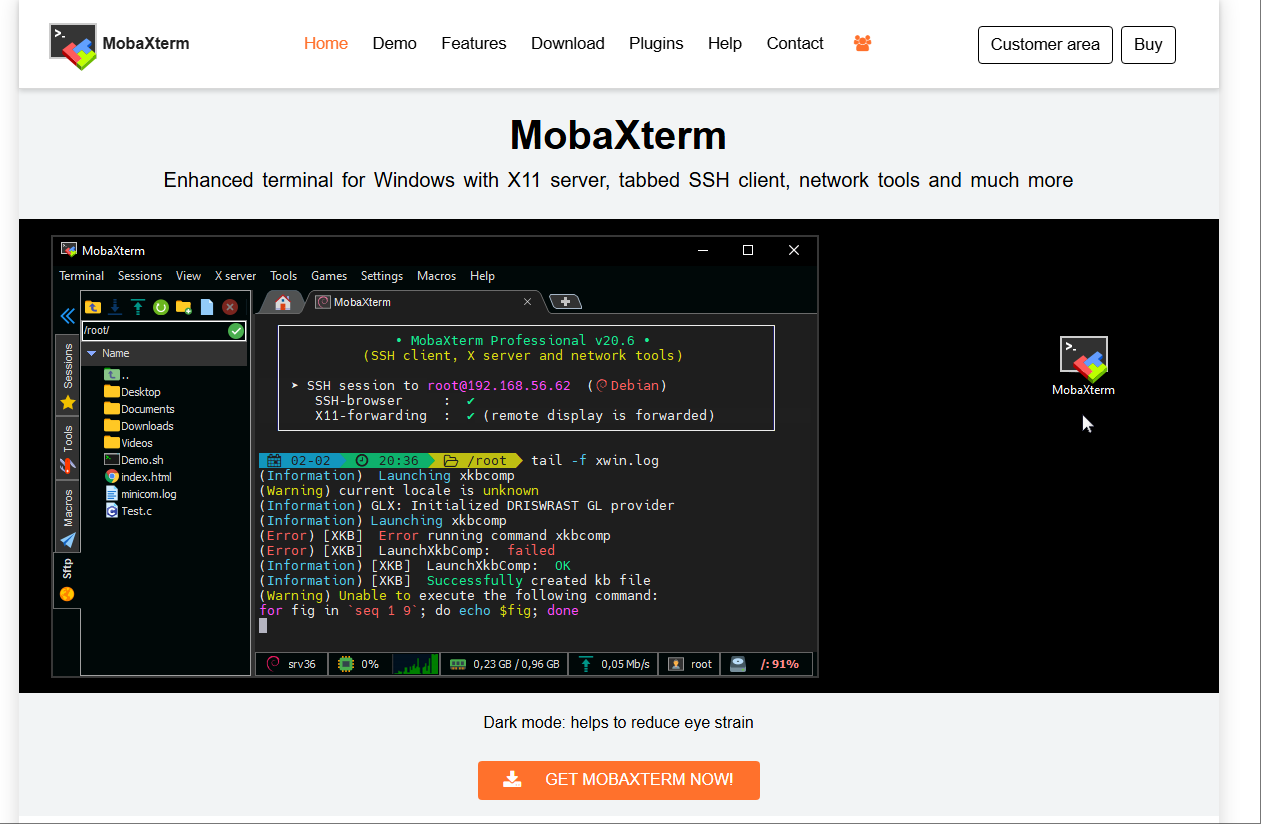 MobaXterm Home Demo Features Download Plugins Help Contact Customer area Buy
MobaXterm
Enhanced terminal for Windows with X11 server, tabbed SSH client, network tools and much more
MobaXterm
Terminal Sessions View X server Tools Games Settings Macros Help
MobaXterm
/root/
Name
..
Desktop
Documents
Downloads
Videos
Demo.sh
index.html
minicom.log
Test.c
Sessions
Tools
Macros
Sftp
• MobaXterm Professional v20.6 •
(SSH client, X server and network tools)
➤ SSH session to root@192.168.56.62 (Debian)
SSH-browser : ✔
X11-forwarding : ✔ (remote display is forwarded)
02-02 20:36 /root tail -f xwin.log
(Information) Launching xkbcomp
(Warning) current locale is unknown
(Information) GLX: Initialized DRISWRAST GL provider
(Information) Launching xkbcomp
(Error) [XKB] Error running command xkbcomp
(Error) [XKB] LaunchXkbComp: failed
(Information) [XKB] LaunchXkbComp: OK
(Information) [XKB] Successfully created kb file
(Warning) Unable to execute the following command:
for fig in `seq 1 9`; do echo $fig; done
srv36 0% 0,23 GB / 0,96 GB 0,05 Mb/s root /: 91%
MobaXterm
Dark mode: helps to reduce eye strain
GET MOBAXTERM NOW!